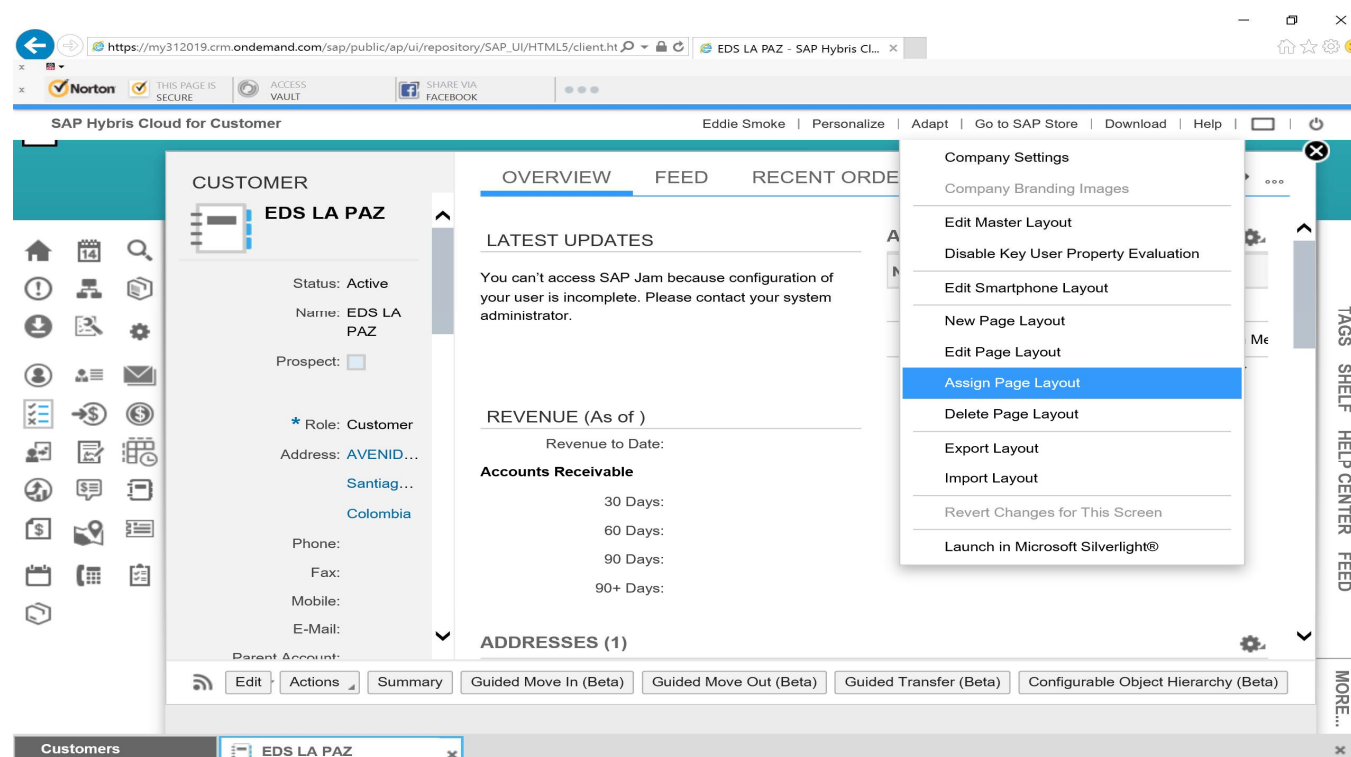 https://my312019.crm.ondemand.com/sap/public/ap/ui/repository/SAP_UI/HTML5/client.ht
EDS LA PAZ - SAP Hybris Cl...
Norton
THIS PAGE IS SECURE
ACCESS VAULT
SHARE VIA FACEBOOK
SAP Hybris Cloud for Customer
Eddie Smoke | Personalize | Adapt | Go to SAP Store | Download | Help
CUSTOMER
EDS LA PAZ
Status: Active
Name: EDS LA
PAZ
Prospect:
* Role: Customer
Address: AVENID...
Santiag...
Colombia
Phone:
Fax:
Mobile:
E-Mail:
Parent Account:
14
OVERVIEW FEED RECENT ORDE
LATEST UPDATES
You can't access SAP Jam because configuration of
your user is incomplete. Please contact your system
administrator.
REVENUE (As of )
Revenue to Date:
Accounts Receivable
30 Days:
60 Days:
90 Days:
90+ Days:
ADDRESSES (1)
A
Me
Company Settings
Company Branding Images
Edit Master Layout
Disable Key User Property Evaluation
Edit Smartphone Layout
New Page Layout
Edit Page Layout
Assign Page Layout
Delete Page Layout
Export Layout
Import Layout
Revert Changes for This Screen
Launch in Microsoft Silverlight®
TAGS
SHELF
HELP CENTER
FEED
MORE...
Edit
Actions
Summary
Guided Move In (Beta)
Guided Move Out (Beta)
Guided Transfer (Beta)
Configurable Object Hierarchy (Beta)
Customers
EDS LA PAZ